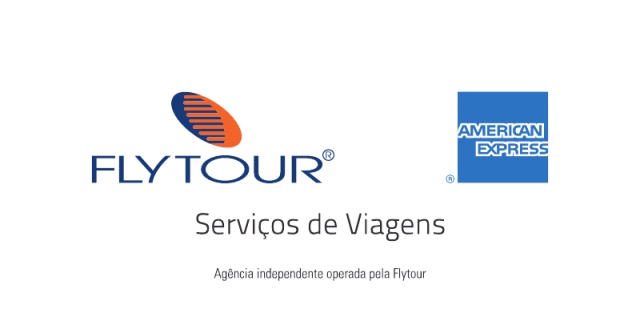 FLYTOUR®
AMERICAN
EXPRESS
®
Serviços de Viagens
Agência independente operada pela Flytour